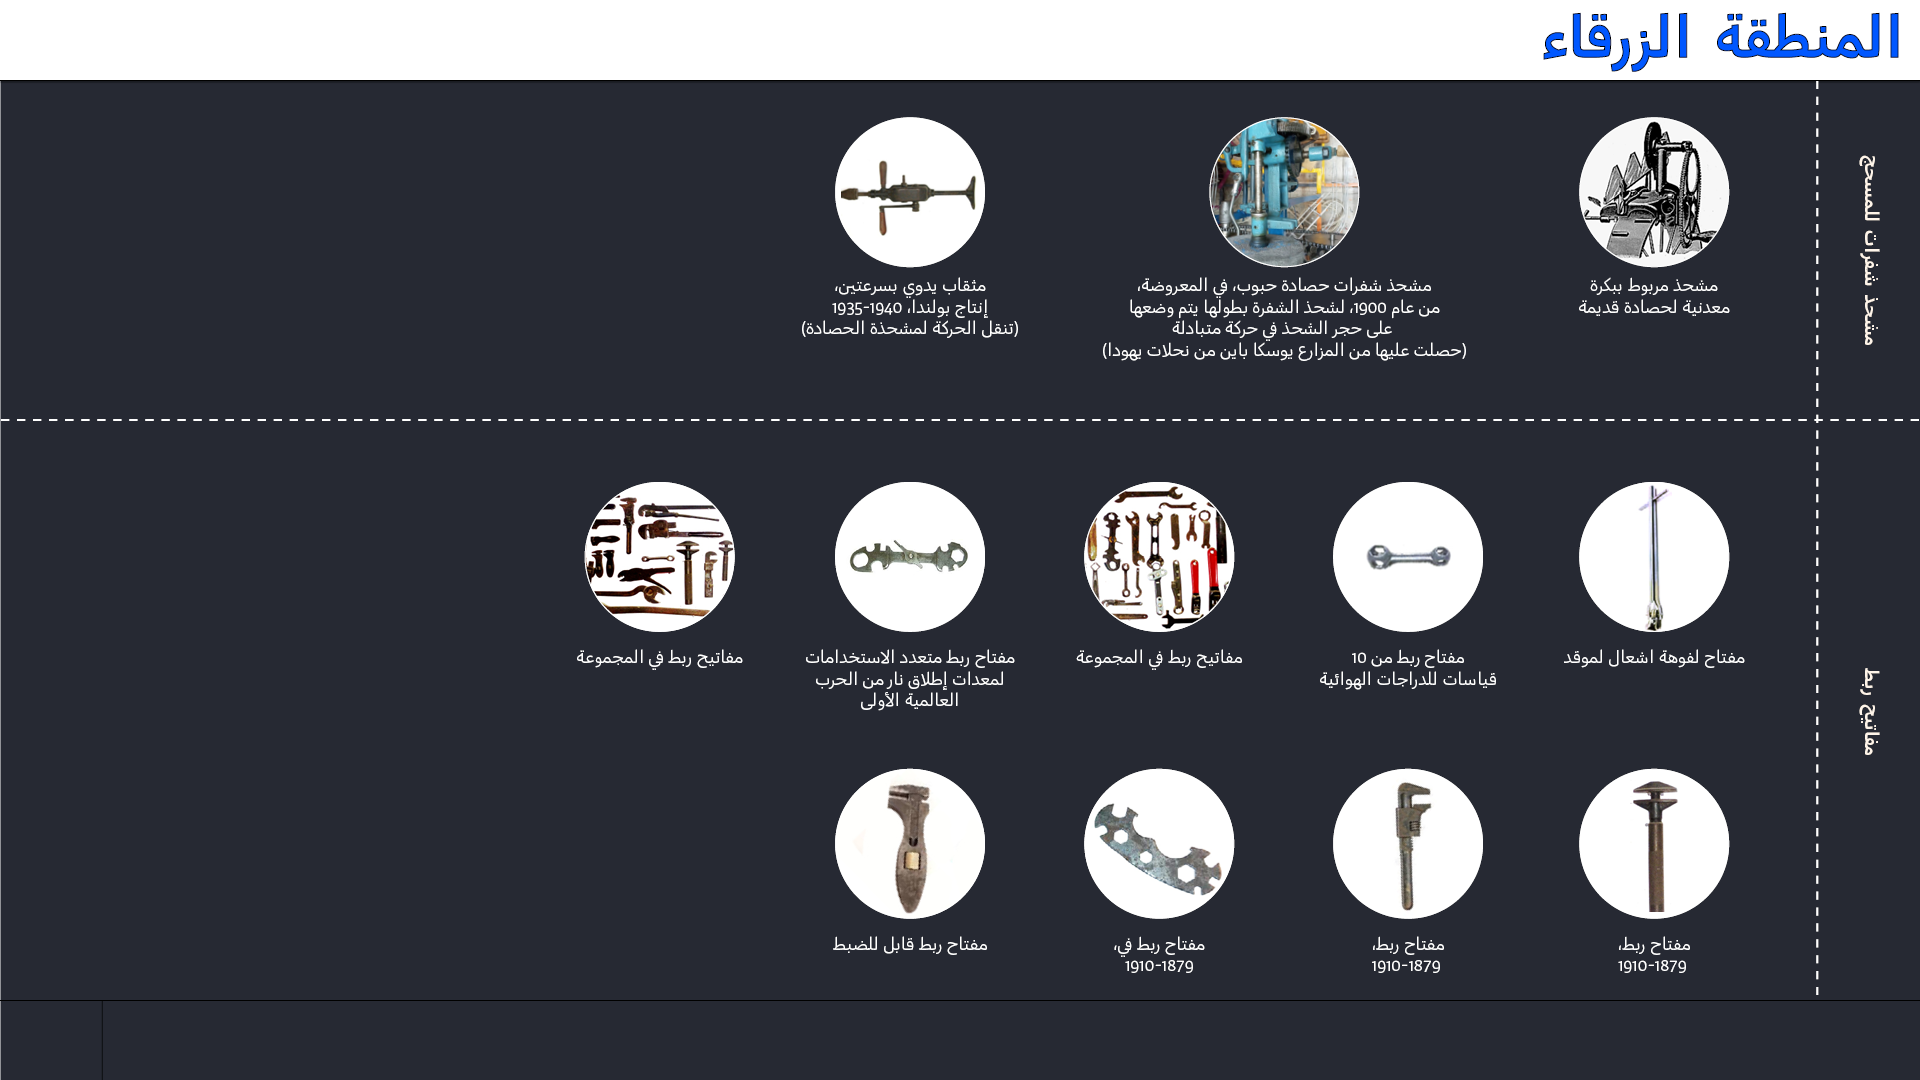 المنطقة الزرقاء
مشحذ شفرات للمسحج
مشحذ مربوط ببكرة
معدنية لحصادة قديمة
مشحذ شفرات حصادة حبوب، في المعروضة،
من عام 1900، لشحذ الشفرة بطولها يتم وضعها
على حجر الشحذ في حركة متبادلة
(حصلت عليها من المزارع يوسكا باين من نحلات يهودا)
مثقاب يدوي بسرعتين،
إنتاج بولندا، 1940-1935
(تنقل الحركة لمشحذة الحصادة)
مفاتيح ربط
مفتاح لفوهة اشعال لموقد
مفتاح ربط من 10
قياسات للدراجات الهوائية
مفاتيح ربط في المجموعة
مفتاح ربط متعدد الاستخدامات
لمعدات إطلاق نار من الحرب
العالمية الأولى
مفاتيح ربط في المجموعة
مفتاح ربط،
1910-1879
مفتاح ربط،
1910-1879
مفتاح ربط في،
1910-1879
مفتاح ربط قابل للضبط